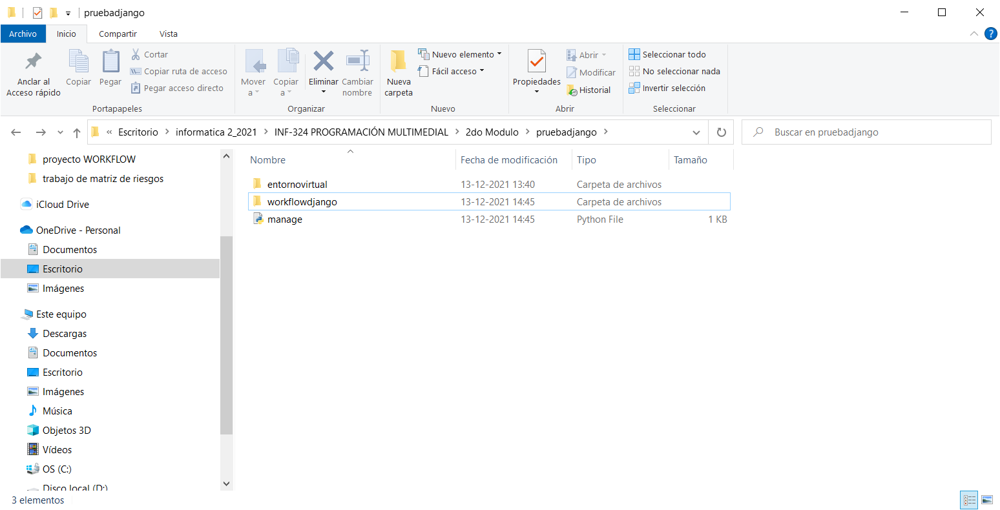 pruebadjango
Archivo Inicio Compartir Vista
Anclar al
Acceso rápido
Copiar
Pegar
Cortar
Copiar ruta de acceso
Pegar acceso directo
Portapapeles
Mover
a
Copiar
a
Eliminar
Cambiar
nombre
Organizar
Nueva
carpeta
Nuevo elemento
Fácil acceso
Nuevo
Propiedades
Abrir
Modificar
Historial
Abrir
Seleccionar todo
No seleccionar nada
Invertir selección
Seleccionar
« Escritorio > informatica 2_2021 > INF-324 PROGRAMACIÓN MULTIMEDIAL > 2do Modulo > pruebadjango >
Buscar en pruebadjango
proyecto WORKFLOW
trabajo de matriz de riesgos
iCloud Drive
OneDrive - Personal
Documentos
Escritorio
Imágenes
Este equipo
Descargas
Documentos
Escritorio
Imágenes
Música
Objetos 3D
Vídeos
OS (C:)
Disco local (D:)
Nombre Fecha de modificación Tipo Tamaño
entornovirtual 13-12-2021 13:40 Carpeta de archivos
workflowdjango 13-12-2021 14:45 Carpeta de archivos
manage 13-12-2021 14:45 Python File 1 KB
3 elementos